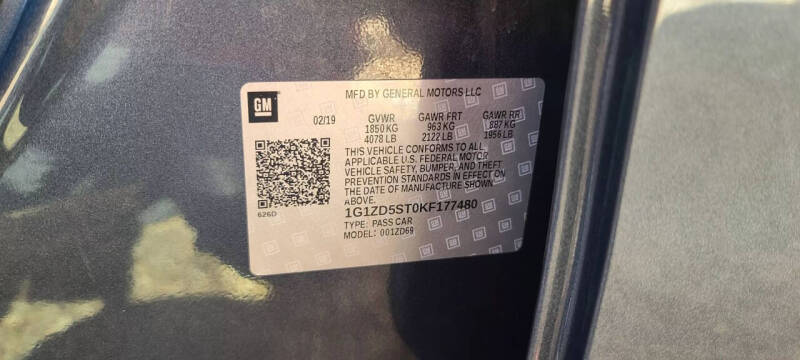 GM
MFD BY GENERAL MOTORS LLC
02/19 GVWR GAWR FRT GAWR RR
1850 KG 963 KG 887 KG
4078 LB 2122 LB 1956 LB
THIS VEHICLE CONFORMS TO ALL
APPLICABLE U.S. FEDERAL MOTOR
VEHICLE SAFETY, BUMPER, AND THEFT
PREVENTION STANDARDS IN EFFECT ON
THE DATE OF MANUFACTURE SHOWN
ABOVE.
626D
1G1ZD5ST0KF177480
TYPE: PASS CAR
MODEL: 001ZD69